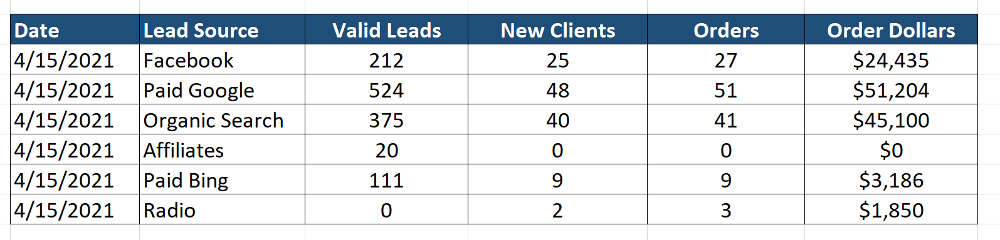 Date Lead Source Valid Leads New Clients Orders Order Dollars
4/15/2021 Facebook 212 25 27 $24,435
4/15/2021 Paid Google 524 48 51 $51,204
4/15/2021 Organic Search 375 40 41 $45,100
4/15/2021 Affiliates 20 0 0 $0
4/15/2021 Paid Bing 111 9 9 $3,186
4/15/2021 Radio 0 2 3 $1,850